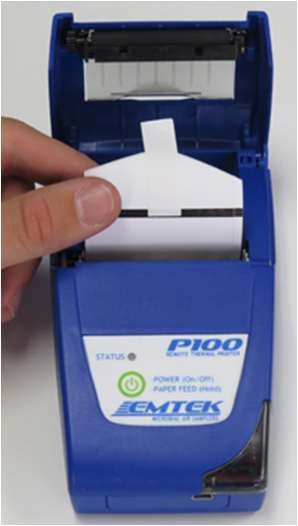 P100
REMOTE THERMAL PRINTER
STATUS
POWER (On/Off)
PAPER FEED (Hold)
EMTEK
MICROBIAL AIR SAMPLERS